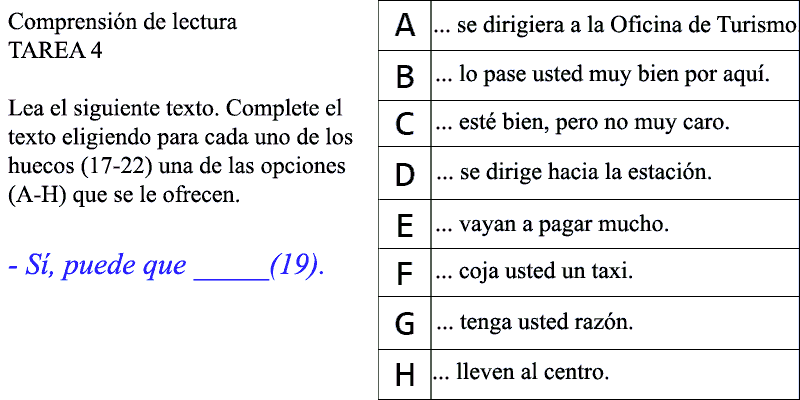 Comprensión de lectura
TAREA 4
Lea el siguiente texto. Complete el
texto eligiendo para cada uno de los
huecos (17-22) una de las opciones
(A-H) que se le ofrecen.
- Sí, puede que _____(19).
A ... se dirigiera a la Oficina de Turismo
B ... lo pase usted muy bien por aquí.
C ... esté bien, pero no muy caro.
D ... se dirige hacia la estación.
E ... vayan a pagar mucho.
F ... coja usted un taxi.
G ... tenga usted razón.
H ... lleven al centro.